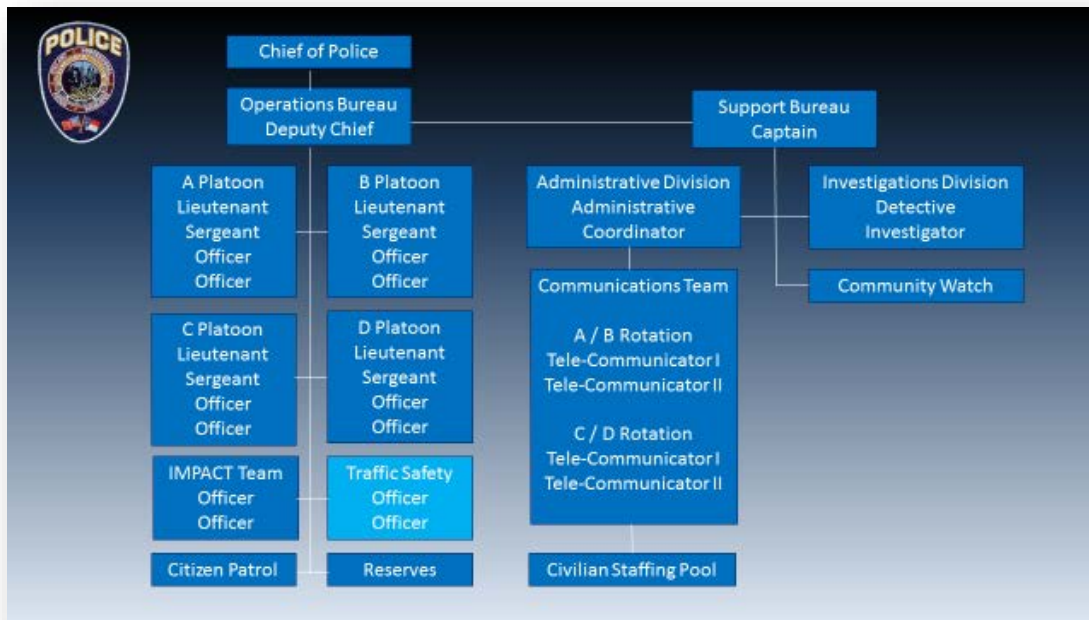 POLICE
Chief of Police
Operations Bureau
Deputy Chief
Support Bureau
Captain
A Platoon
Lieutenant
Sergeant
Officer
Officer
B Platoon
Lieutenant
Sergeant
Officer
Officer
Administrative Division
Administrative
Coordinator
Investigations Division
Detective
Investigator
Communications Team
A / B Rotation
Tele-Communicator I
Tele-Communicator II
C / D Rotation
Tele-Communicator I
Tele-Communicator II
Community Watch
C Platoon
Lieutenant
Sergeant
Officer
Officer
D Platoon
Lieutenant
Sergeant
Officer
Officer
IMPACT Team
Officer
Officer
Traffic Safety
Officer
Officer
Citizen Patrol
Reserves
Civilian Staffing Pool